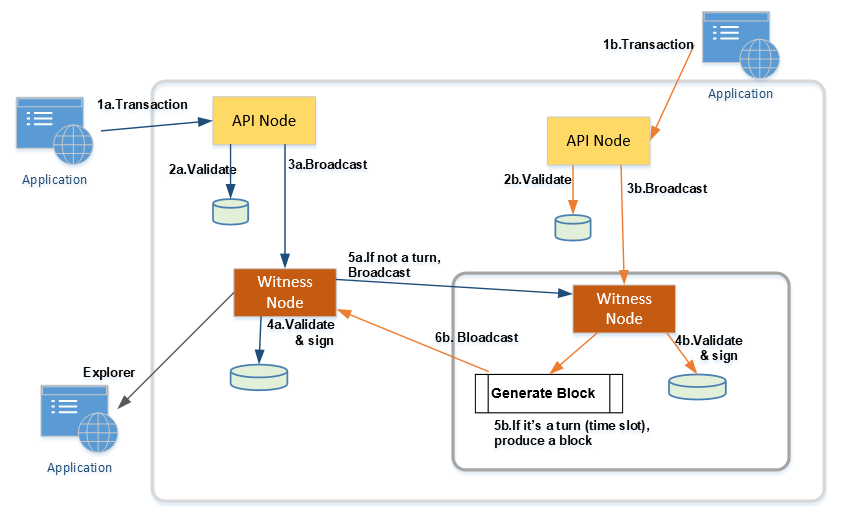 1b.Transaction
Application
1a.Transaction
API Node
Application
API Node
2a.Validate
3a.Broadcast
2b.Validate
3b.Broadcast
5a.If not a turn,
Broadcast
Witness
Node
Witness
Node
4a.Validate
& sign
6b. Bloadcast
4b.Validate
& sign
Explorer
Generate Block
5b.If it's a turn (time slot),
produce a block
Application